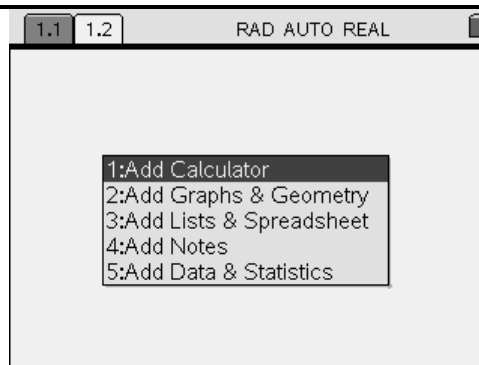 1.1 1.2 RAD AUTO REAL
1:Add Calculator
2:Add Graphs & Geometry
3:Add Lists & Spreadsheet
4:Add Notes
5:Add Data & Statistics